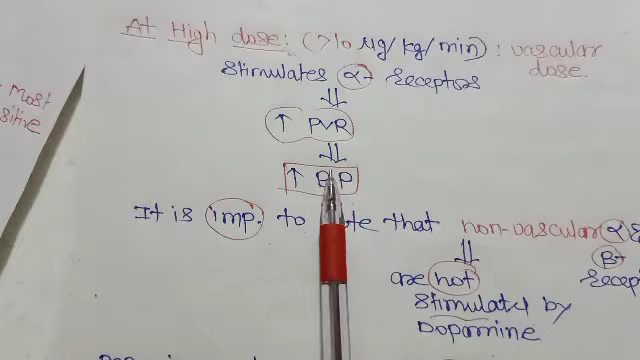 At High dose: (>10 μg/kg/min): vascular dose.
Most
sitive
Stimulates α- receptors
⇓
↑ PVR
⇓
↑ P
It is imp. to note that non-vascular α &
β-
are not
Stimulated by
Dopamine